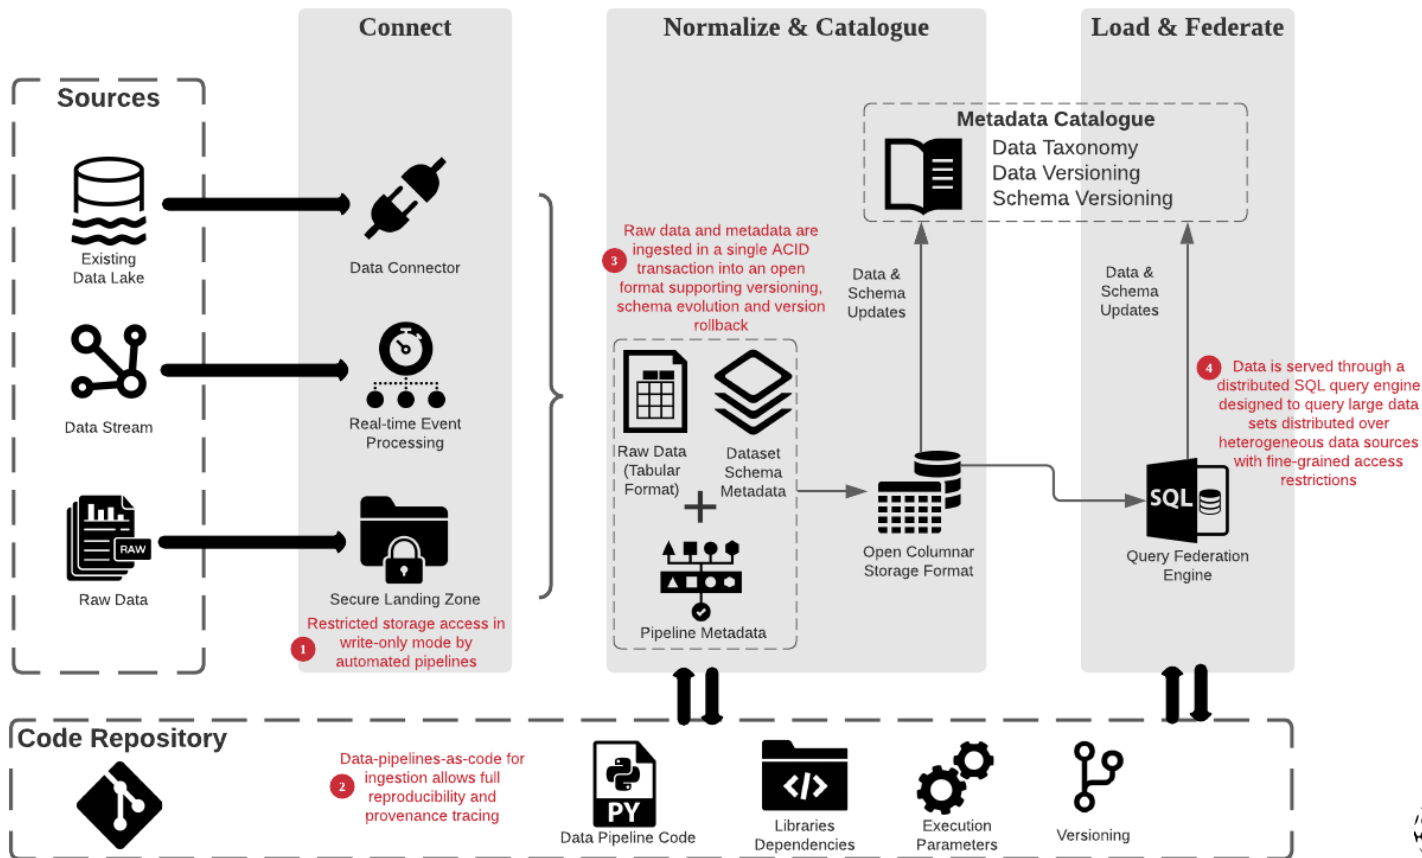 Connect
Normalize & Catalogue
Load & Federate
Sources
Existing
Data Lake
Data Stream
RAW
Raw Data
Data Connector
Real-time Event
Processing
Secure Landing Zone
1
Restricted storage access in
write-only mode by
automated pipelines
3
Raw data and metadata are
ingested in a single ACID
transaction into an open
format supporting versioning,
schema evolution and version
rollback
Raw Data
(Tabular
Format)
Dataset
Schema
Metadata
Pipeline Metadata
Metadata Catalogue
Data Taxonomy
Data Versioning
Schema Versioning
Data &
Schema
Updates
Data &
Schema
Updates
Open Columnar
Storage Format
4
Data is served through a
distributed SQL query engine
designed to query large data
sets distributed over
heterogeneous data sources
with fine-grained access
restrictions
SQL
Query Federation
Engine
Code Repository
2
Data-pipelines-as-code for
ingestion allows full
reproducibility and
provenance tracing
PY
Data Pipeline Code
</>
Libraries
Dependencies
Execution
Parameters
Versioning